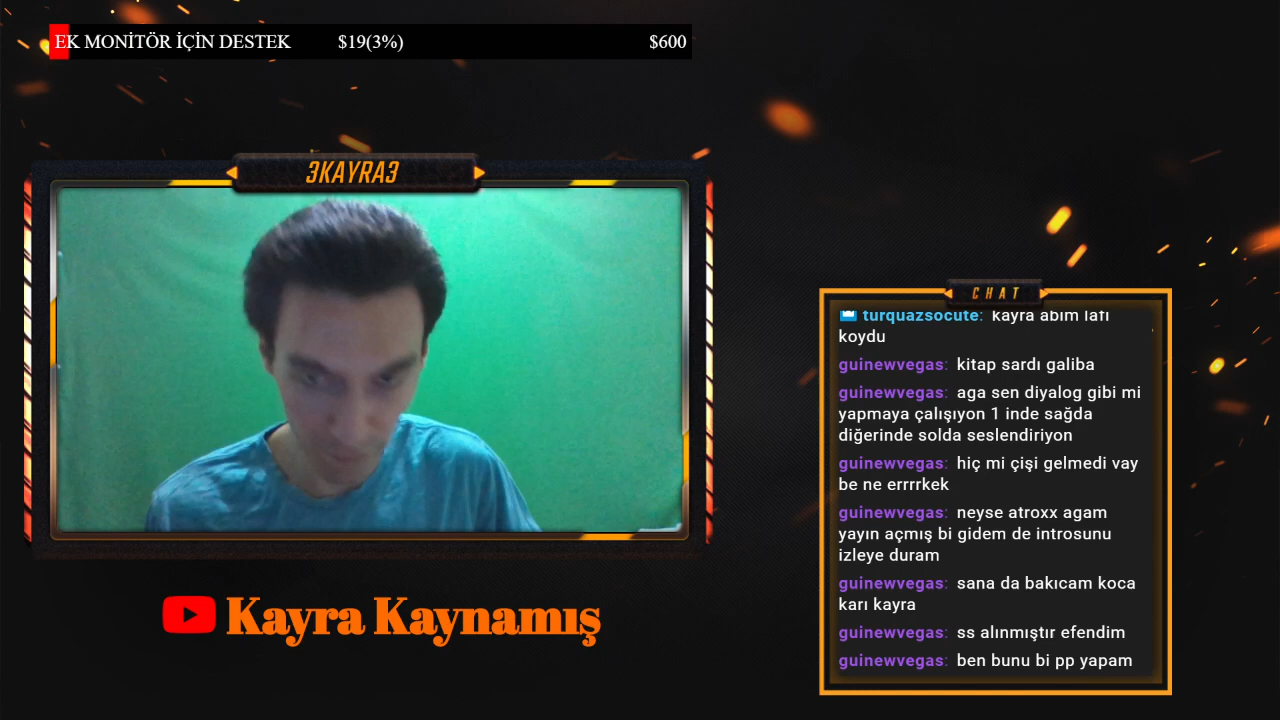 EK MONİTÖR İÇİN DESTEK $19(3%) $600
3KAYRA3
CHAT
turquazsocute: kayra abim lafı
koydu
guinewvegas: kitap sardı galiba
guinewvegas: aga sen diyalog gibi mi
yapmaya çalışıyon 1 inde sağda
diğerinde solda seslendiriyon
guinewvegas: hiç mi çişi gelmedi vay
be ne errrrkek
guinewvegas: neyse atroxx agam
yayın açmış bi gidem de introsunu
izleye duram
guinewvegas: sana da bakıcam koca
karı kayra
guinewvegas: ss alınmıştır efendim
guinewvegas: ben bunu bi pp yapam
Kayra Kaynamış